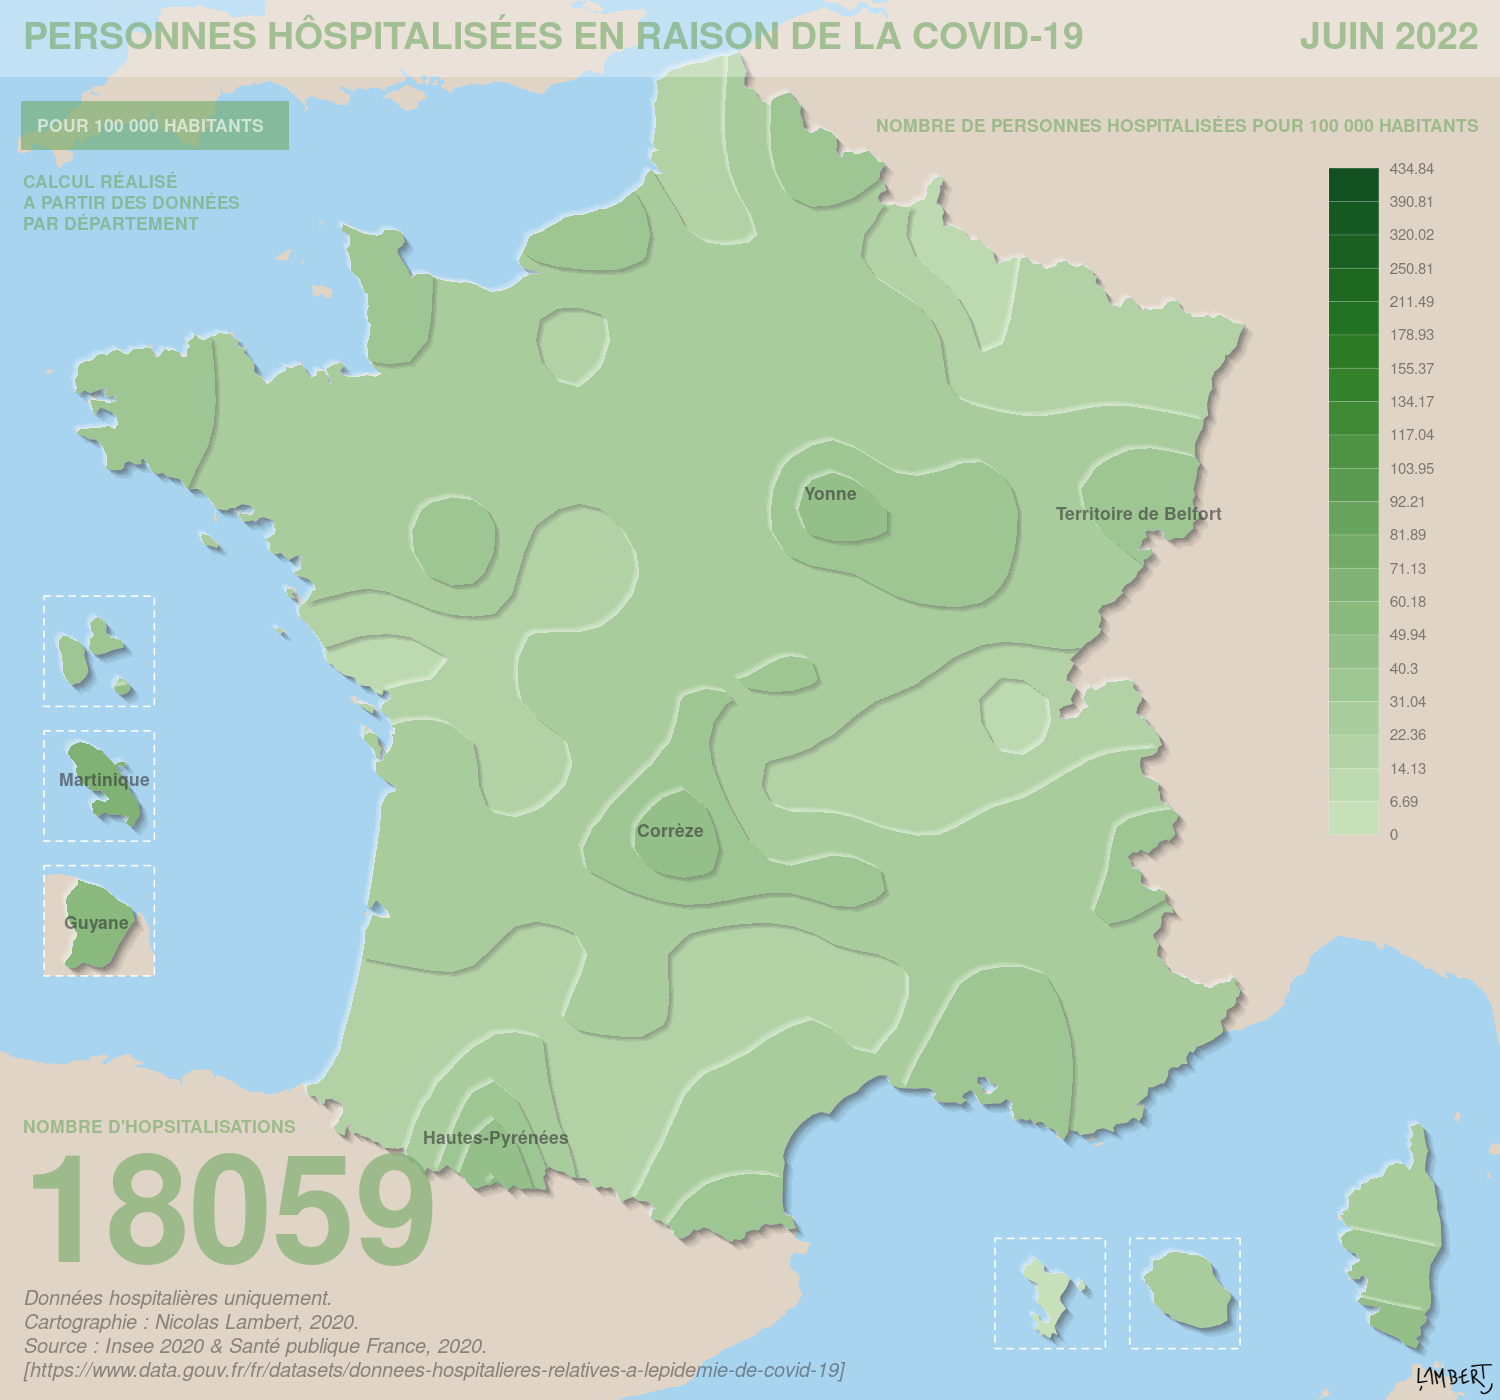 PERSONNES HÔSPITALISÉES EN RAISON DE LA COVID-19
JUIN 2022
POUR 100 000 HABITANTS
NOMBRE DE PERSONNES HOSPITALISÉES POUR 100 000 HABITANTS
CALCUL RÉALISÉ
A PARTIR DES DONNÉES
PAR DÉPARTEMENT
434.84
390.81
320.02
250.81
211.49
178.93
155.37
134.17
117.04
103.95
92.21
81.89
71.13
60.18
49.94
40.3
31.04
22.36
14.13
6.69
0
Yonne
Territoire de Belfort
Martinique
Corrèze
Guyane
Hautes-Pyrénées
NOMBRE D'HOPSITALISATIONS
18059
Données hospitalières uniquement.
Cartographie : Nicolas Lambert, 2020.
Source : Insee 2020 & Santé publique France, 2020.
[https://www.data.gouv.fr/fr/datasets/donnees-hospitalieres-relatives-a-lepidemie-de-covid-19]
LAMBERT